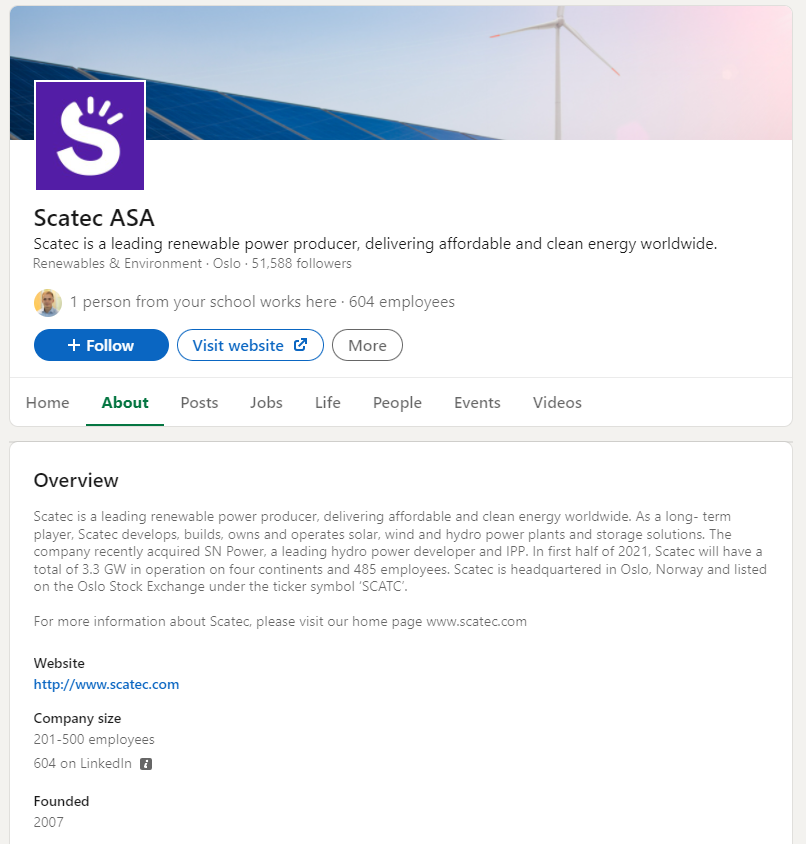 Scatec ASA
Scatec is a leading renewable power producer, delivering affordable and clean energy worldwide.
Renewables & Environment · Oslo · 51,588 followers
1 person from your school works here · 604 employees
+ Follow
Visit website
More
Home
About
Posts
Jobs
Life
People
Events
Videos
Overview
Scatec is a leading renewable power producer, delivering affordable and clean energy worldwide. As a long- term
player, Scatec develops, builds, owns and operates solar, wind and hydro power plants and storage solutions. The
company recently acquired SN Power, a leading hydro power developer and IPP. In first half of 2021, Scatec will have a
total of 3.3 GW in operation on four continents and 485 employees. Scatec is headquartered in Oslo, Norway and listed
on the Oslo Stock Exchange under the ticker symbol ‘SCATC’.
For more information about Scatec, please visit our home page www.scatec.com
Website
http://www.scatec.com
Company size
201-500 employees
604 on LinkedIn
Founded
2007